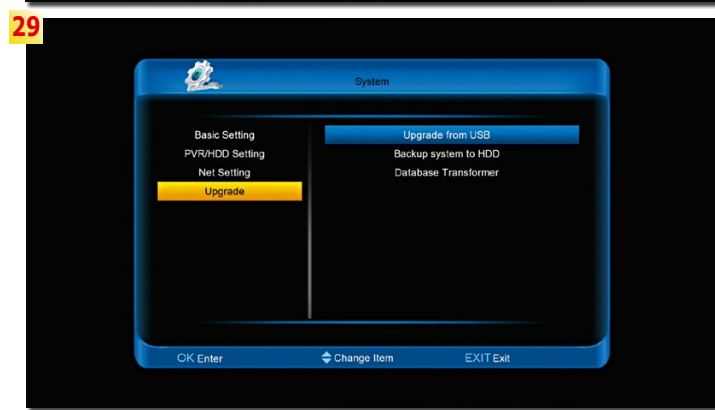 29
System
Basic Setting
PVR/HDD Setting
Net Setting
Upgrade
Upgrade from USB
Backup system to HDD
Database Transformer
OK Enter
Change Item
EXIT Exit